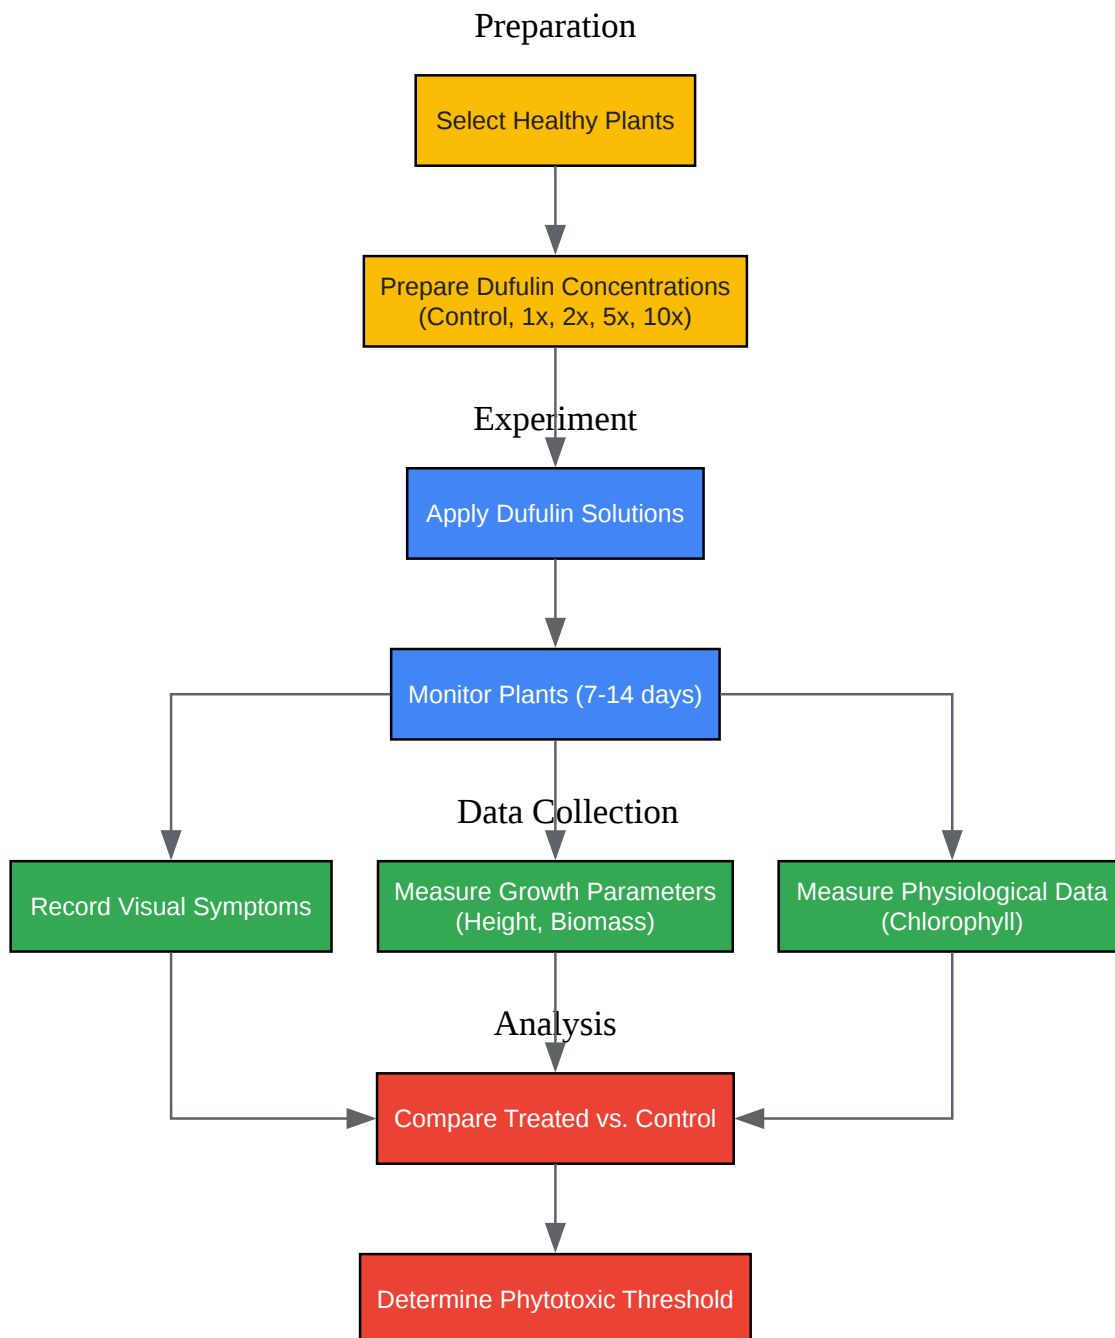 Preparation
Select Healthy Plants
Prepare Dufulin Concentrations
(Control, 1x, 2x, 5x, 10x)
Experiment
Apply Dufulin Solutions
Monitor Plants (7-14 days)
Data Collection
Record Visual Symptoms
Measure Growth Parameters
(Height, Biomass)
Measure Physiological Data
(Chlorophyll)
Analysis
Compare Treated vs. Control
Determine Phytotoxic Threshold